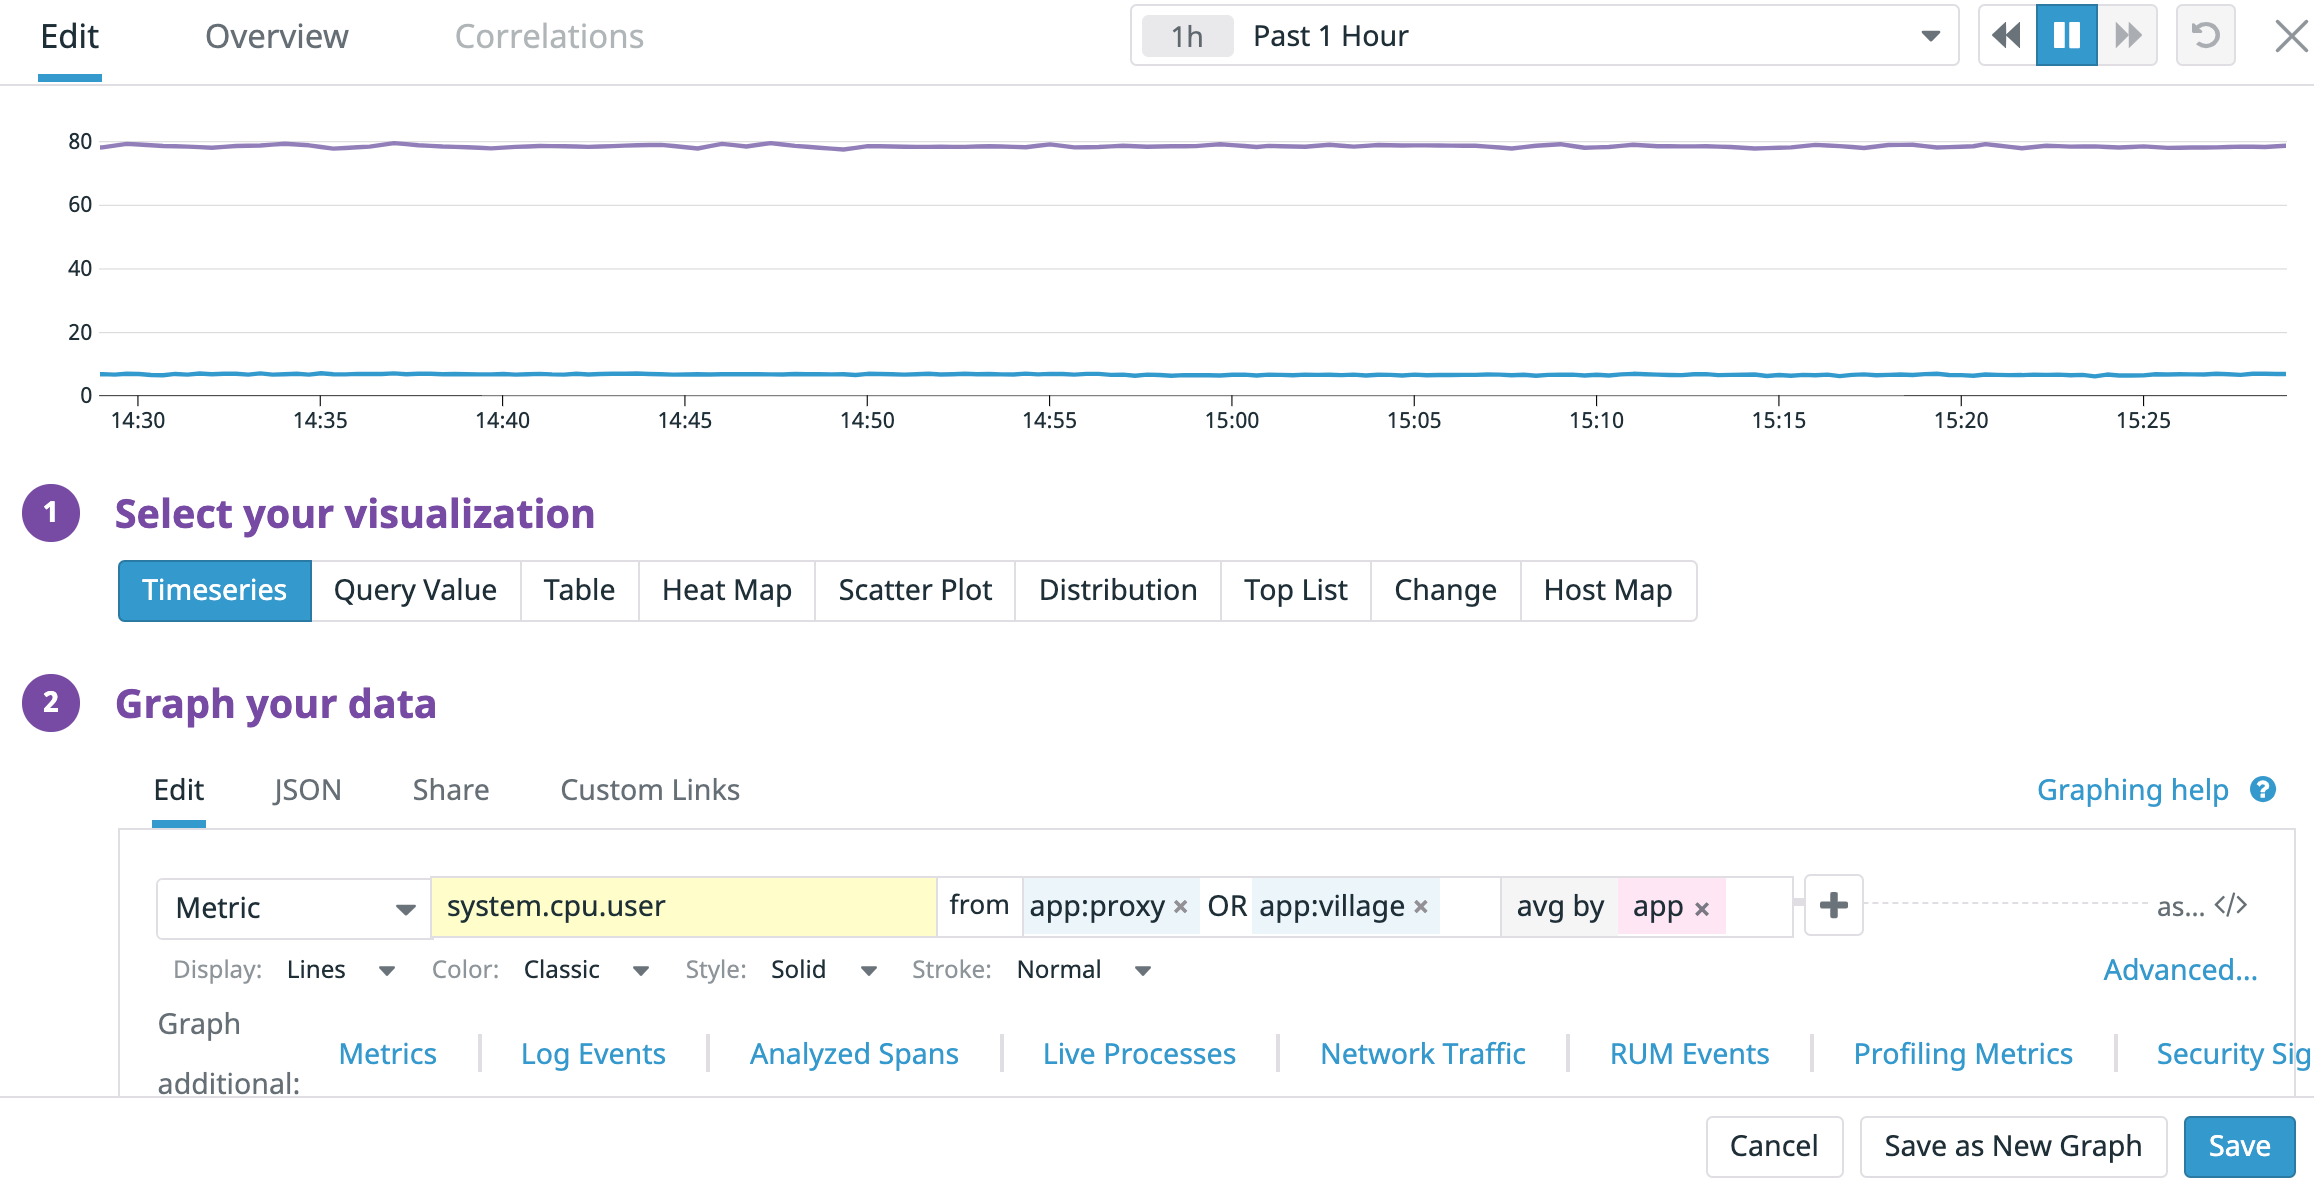 Edit Overview Correlations 1h Past 1 Hour
80
60
40
20
0
14:30 14:35 14:40 14:45 14:50 14:55 15:00 15:05 15:10 15:15 15:20 15:25
1 Select your visualization
Timeseries Query Value Table Heat Map Scatter Plot Distribution Top List Change Host Map
2 Graph your data
Edit JSON Share Custom Links Graphing help ?
Metric system.cpu.user from app:proxy × OR app:village × avg by app × + as... </>
Display: Lines Color: Classic Style: Solid Stroke: Normal Advanced...
Graph
additional:
Metrics Log Events Analyzed Spans Live Processes Network Traffic RUM Events Profiling Metrics Security Sig
Cancel Save as New Graph Save